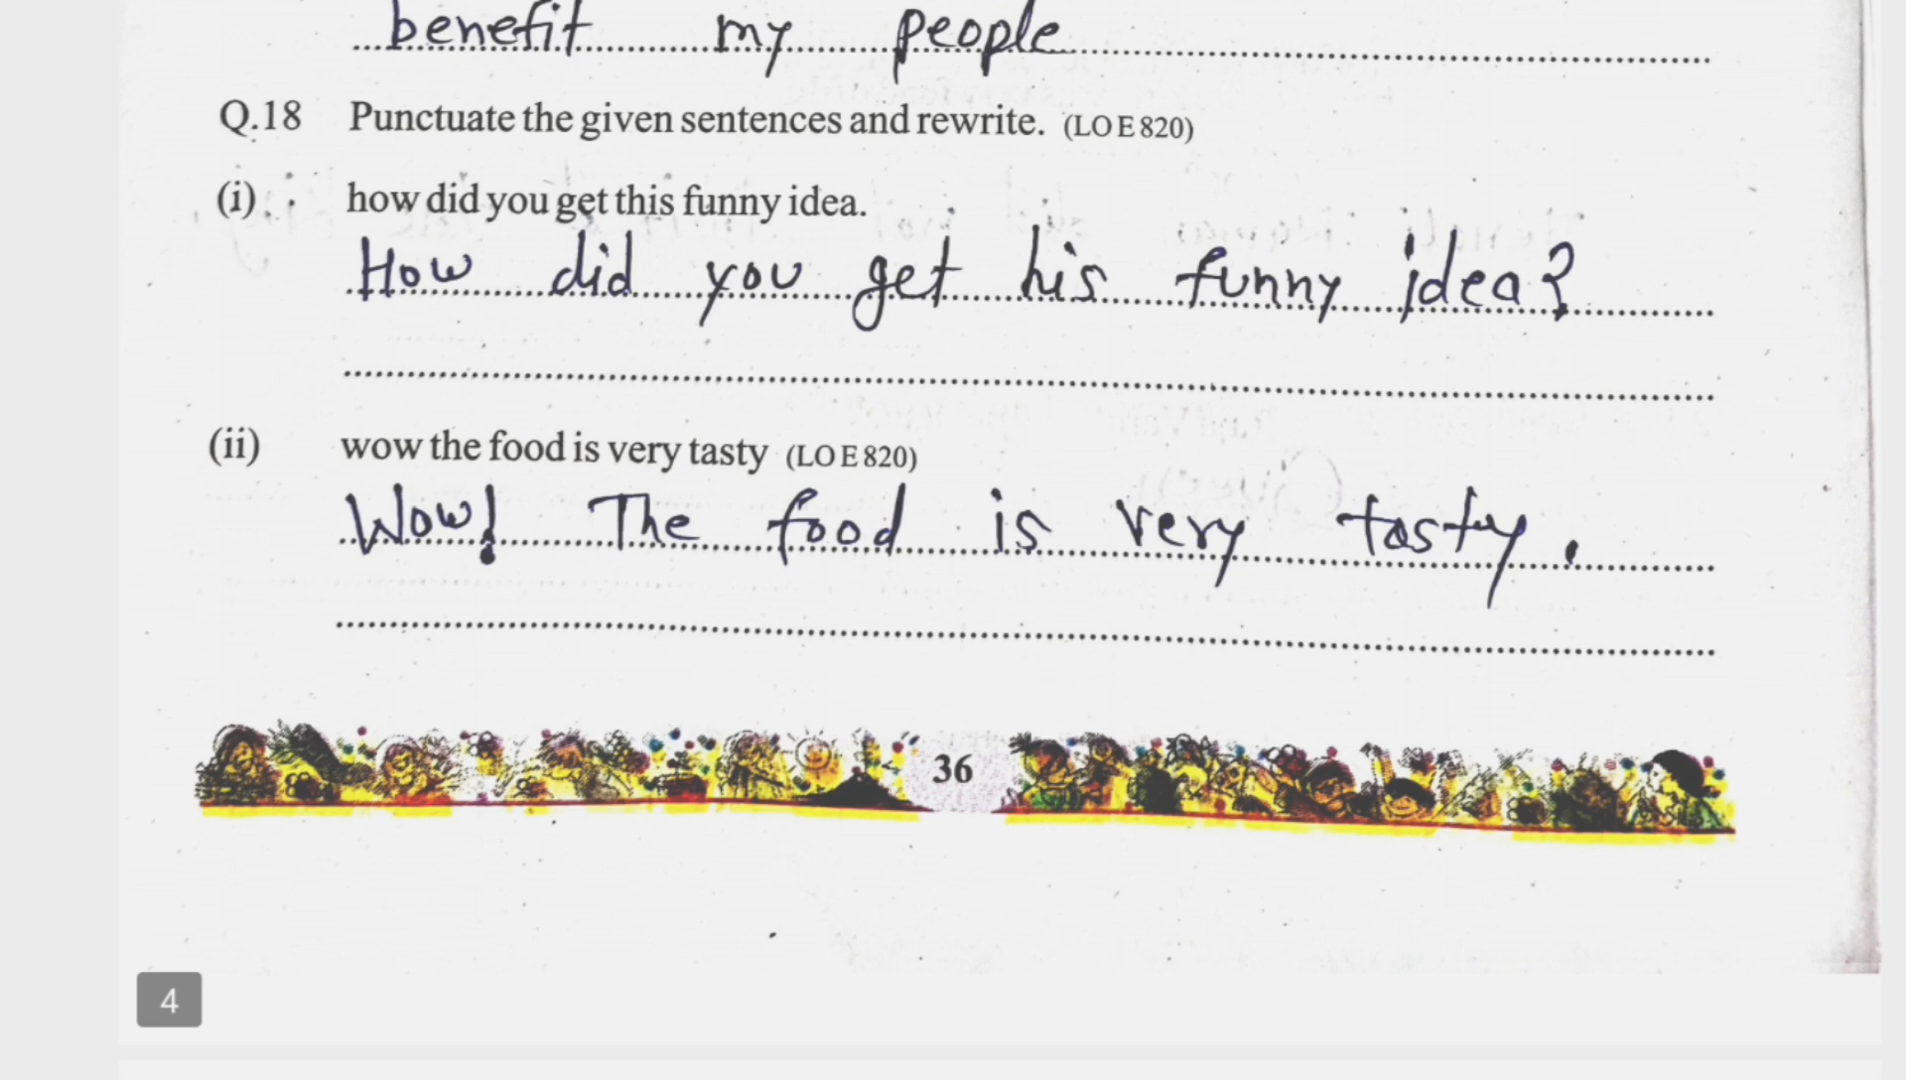 benefit my people
Q.18 Punctuate the given sentences and rewrite. (LO E 820)
(i) how did you get this funny idea.
How did you get his funny idea?
(ii) wow the food is very tasty (LO E 820)
Wow! The food is very tasty.
36
4